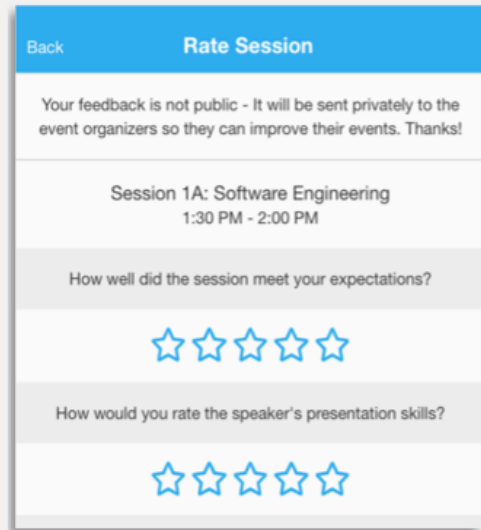 Back
Rate Session
Your feedback is not public - It will be sent privately to the
event organizers so they can improve their events. Thanks!
Session 1A: Software Engineering
1:30 PM - 2:00 PM
How well did the session meet your expectations?
How would you rate the speaker's presentation skills?